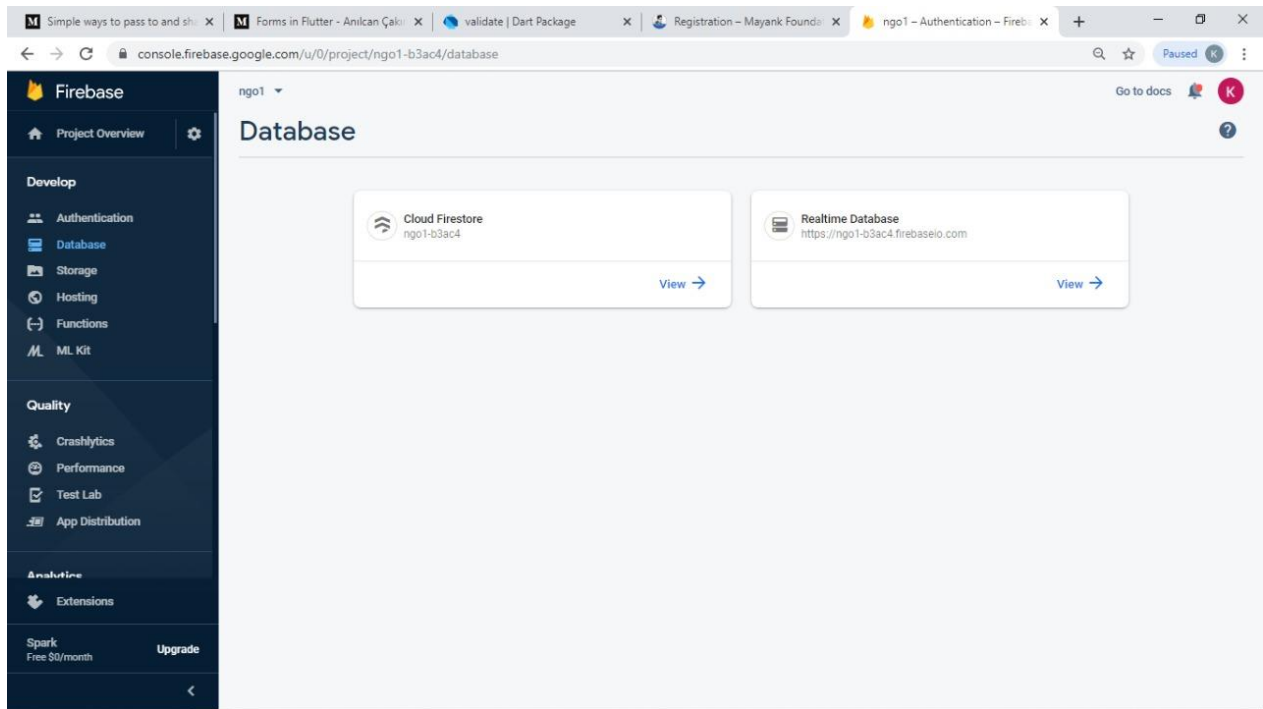 Simple ways to pass to and sh
Forms in Flutter - Anılcan Çakı
validate | Dart Package
Registration – Mayank Founda
ngo1 – Authentication – Fireb
console.firebase.google.com/u/0/project/ngo1-b3ac4/database
Paused K
Firebase
ngo1
Go to docs
K
Project Overview
Database
?
Develop
Authentication
Database
Storage
Hosting
Functions
ML Kit
Cloud Firestore
ngo1-b3ac4
View
Realtime Database
https://ngo1-b3ac4.firebaseio.com
View
Quality
Crashlytics
Performance
Test Lab
App Distribution
Analytics
Extensions
Spark
Free $0/month
Upgrade